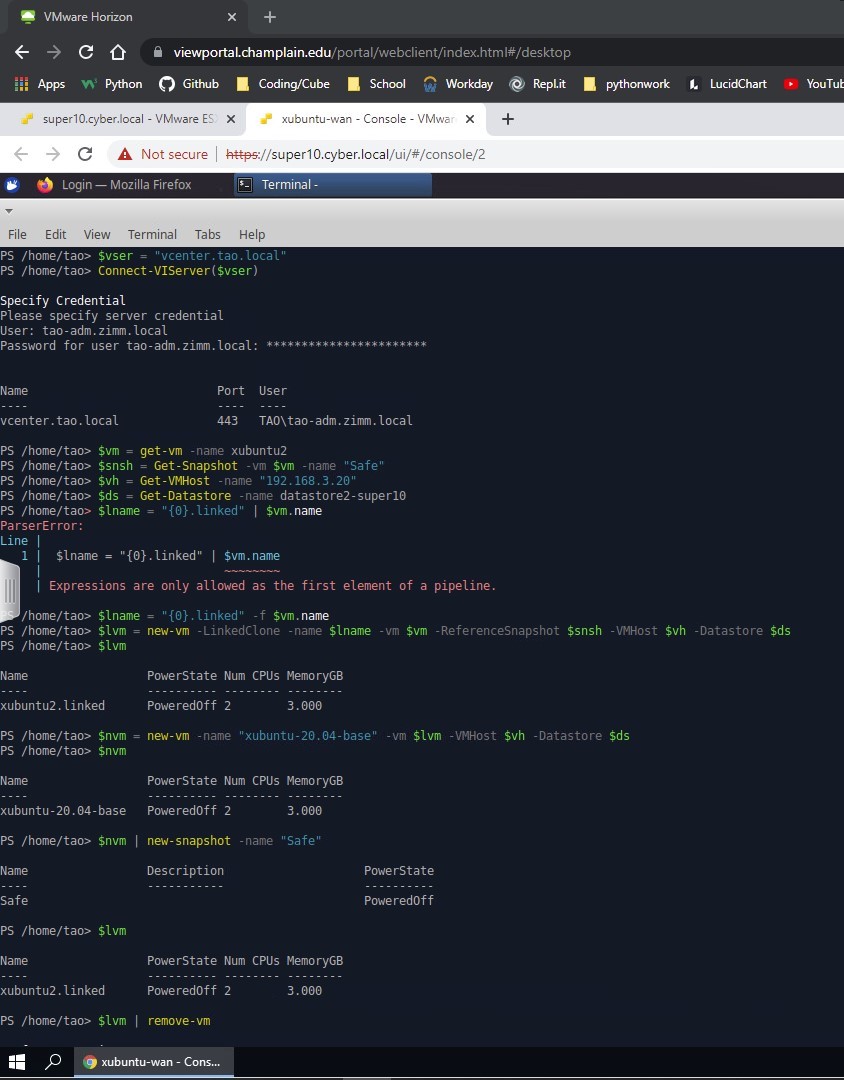 VMware Horizon
viewportal.champlain.edu/portal/webclient/index.html#/desktop
Apps Python Github Coding/Cube School Workday Repl.it pythonwork LucidChart YouTub
super10.cyber.local - VMware ES xubuntu-wan - Console - VMwar
Not secure | https://super10.cyber.local/ui/#/console/2
Login — Mozilla Firefox Terminal -
File Edit View Terminal Tabs Help
PS /home/tao> $vser = "vcenter.tao.local"
PS /home/tao> Connect-VIServer($vser)
Specify Credential
Please specify server credential
User: tao-adm.zimm.local
Password for user tao-adm.zimm.local: ***********************
Name Port User
---- ---- ----
vcenter.tao.local 443 TAO\tao-adm.zimm.local
PS /home/tao> $vm = get-vm -name xubuntu2
PS /home/tao> $snsh = Get-Snapshot -vm $vm -name "Safe"
PS /home/tao> $vh = Get-VMHost -name "192.168.3.20"
PS /home/tao> $ds = Get-Datastore -name datastore2-super10
PS /home/tao> $lname = "{0}.linked" | $vm.name
ParserError:
Line |
1 | $lname = "{0}.linked" | $vm.name
| ~~~~~~~~
| Expressions are only allowed as the first element of a pipeline.
PS /home/tao> $lname = "{0}.linked" -f $vm.name
PS /home/tao> $lvm = new-vm -LinkedClone -name $lname -vm $vm -ReferenceSnapshot $snsh -VMHost $vh -Datastore $ds
PS /home/tao> $lvm
Name PowerState Num CPUs MemoryGB
---- ---------- -------- --------
xubuntu2.linked PoweredOff 2 3.000
PS /home/tao> $nvm = new-vm -name "xubuntu-20.04-base" -vm $lvm -VMHost $vh -Datastore $ds
PS /home/tao> $nvm
Name PowerState Num CPUs MemoryGB
---- ---------- -------- --------
xubuntu-20.04-base PoweredOff 2 3.000
PS /home/tao> $nvm | new-snapshot -name "Safe"
Name Description PowerState
---- ----------- ----------
Safe PoweredOff
PS /home/tao> $lvm
Name PowerState Num CPUs MemoryGB
---- ---------- -------- --------
xubuntu2.linked PoweredOff 2 3.000
PS /home/tao> $lvm | remove-vm
xubuntu-wan - Cons...